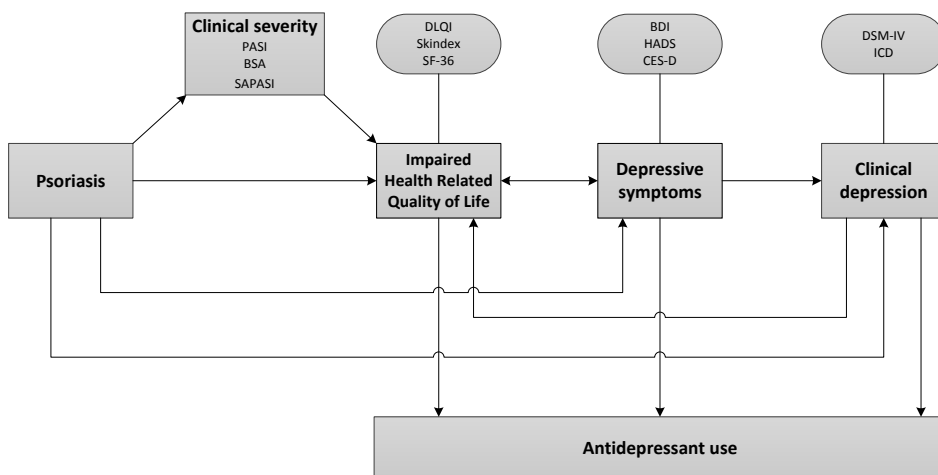 Clinical severity
PASI
BSA
SAPASI
DLQI
Skindex
SF-36
BDI
HADS
CES-D
DSM-IV
ICD
Psoriasis
Impaired
Health Related
Quality of Life
Depressive
symptoms
Clinical
depression
Antidepressant use